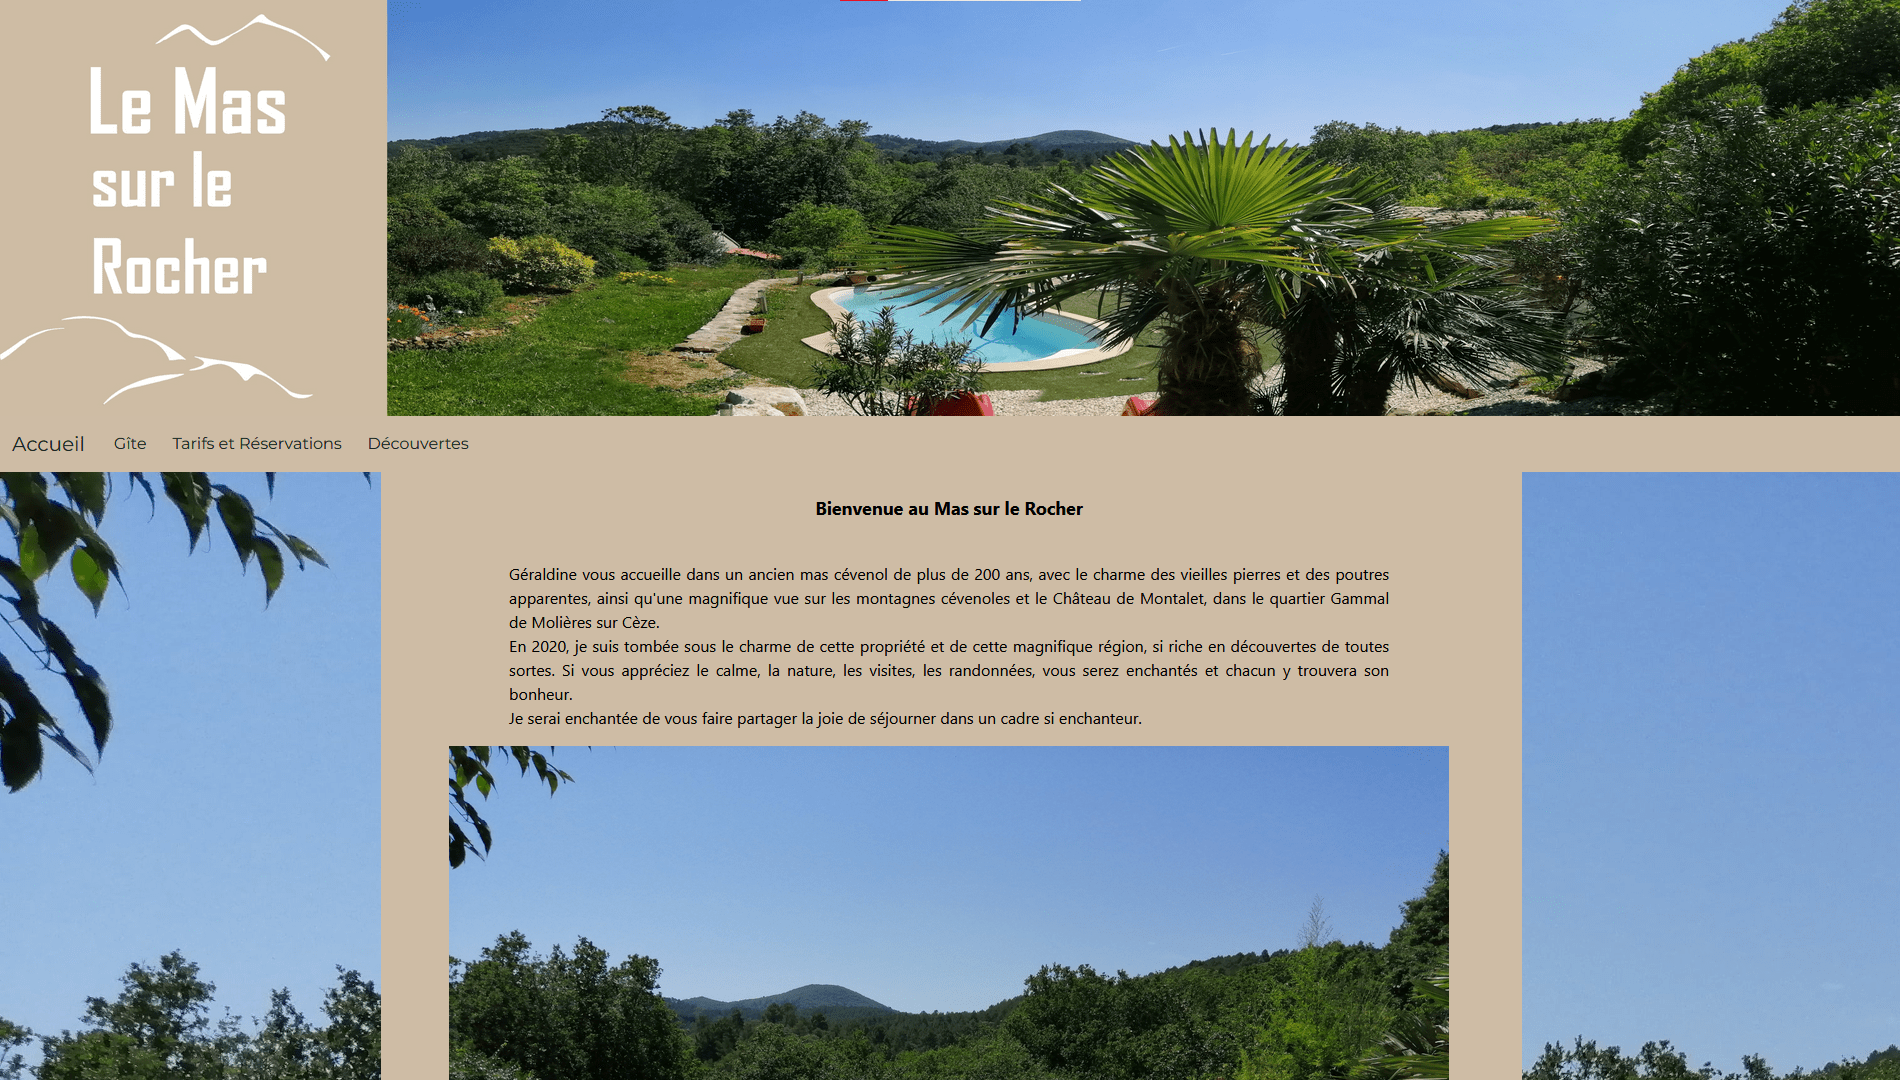 Le Mas
sur le
Rocher
Accueil Gîte Tarifs et Réservations Découvertes
Bienvenue au Mas sur le Rocher
Géraldine vous accueille dans un ancien mas cévenol de plus de 200 ans, avec le charme des vieilles pierres et des poutres
apparentes, ainsi qu'une magnifique vue sur les montagnes cévenoles et le Château de Montalet, dans le quartier Gammal
de Molières sur Cèze.
En 2020, je suis tombée sous le charme de cette propriété et de cette magnifique région, si riche en découvertes de toutes
sortes. Si vous appréciez le calme, la nature, les visites, les randonnées, vous serez enchantés et chacun y trouvera son
bonheur.
Je serai enchantée de vous faire partager la joie de séjourner dans un cadre si enchanteur.